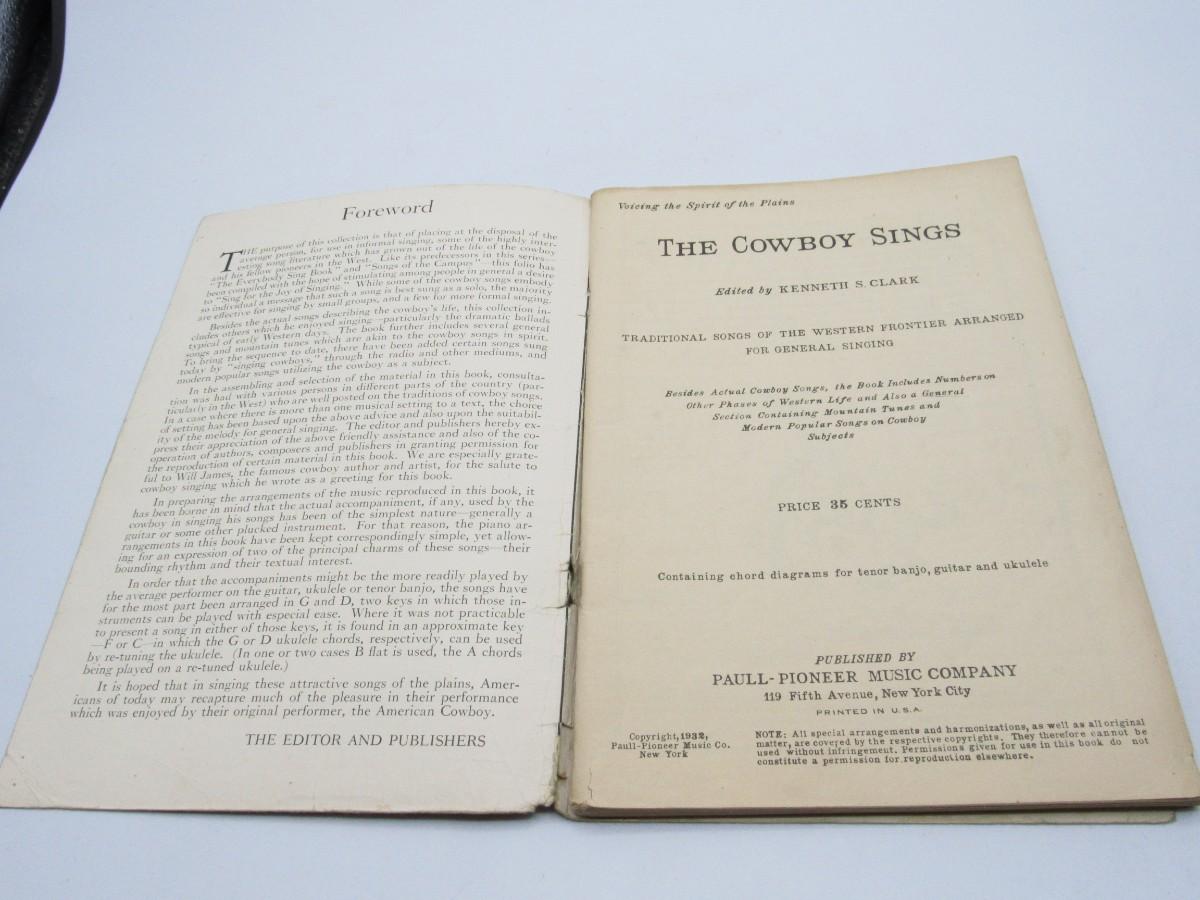 Foreword
THE purpose of this collection is that of placing at the disposal of the
average person, for use in informal singing, some of the highly inter-
esting song literature which has grown out of the life of the cowboy
and his fellow pioneers in the West. Like its predecessors in this series—
"The Everybody Sing Book" and "Songs of the Campus"—this folio has
been compiled with the hope of stimulating among people in general a desire
to "Sing for the Joy of Singing." While some of the cowboy songs embody
so individual a message that such a song is best sung as a solo, the majority
are effective for singing by small groups, and a few for more formal singing.
Besides the actual songs describing the cowboy's life, this collection in-
cludes others which he enjoyed singing—particularly the dramatic ballads
typical of early Western days. The book further includes several general
songs and mountain tunes which are akin to the cowboy songs in spirit.
To bring the sequence to date, there have been added certain songs sung
today by "singing cowboys," through the radio and other mediums, and
modern popular songs utilizing the cowboy as a subject.
In the assembling and selection of the material in this book, consulta-
tion was had with various persons in different parts of the country (par-
ticularly in the West) who are well posted on the traditions of cowboy songs.
In a case where there is more than one musical setting to a text, the choice
of setting has been based upon the above advice and also upon the suitabil-
ity of the melody for general singing. The editor and publishers hereby ex-
press their appreciation of the above friendly assistance and also of the co-
operation of authors, composers and publishers in granting permission for
the reproduction of certain material in this book. We are especially grate-
ful to Will James, the famous cowboy author and artist, for the salute to
cowboy singing which he wrote as a greeting for this book.
In preparing the arrangements of the music reproduced in this book, it
has been borne in mind that the actual accompaniment, if any, used by the
cowboy in singing his songs has been of the simplest nature—generally a
guitar or some other plucked instrument. For that reason, the piano ar-
rangements in this book have been kept correspondingly simple, yet allow-
ing for an expression of two of the principal charms of these songs—their
bounding rhythm and their textual interest.
In order that the accompaniments might be the more readily played by
the average performer on the guitar, ukulele or tenor banjo, the songs have
for the most part been arranged in G and D, two keys in which those in-
struments can be played with especial ease. Where it was not practicable
to present a song in either of those keys, it is found in an approximate key
—F or C—in which the G or D ukulele chords, respectively, can be used
by re-tuning the ukulele. (In one or two cases B flat is used, the A chords
being played on a re-tuned ukulele.)
It is hoped that in singing these attractive songs of the plains, Amer-
icans of today may recapture much of the pleasure in their performance
which was enjoyed by their original performer, the American Cowboy.
THE EDITOR AND PUBLISHERS
Voicing the Spirit of the Plains
THE COWBOY SINGS
Edited by KENNETH S. CLARK
TRADITIONAL SONGS OF THE WESTERN FRONTIER ARRANGED
FOR GENERAL SINGING
Besides Actual Cowboy Songs, the Book Includes Numbers on
Other Phases of Western Life and Also a General
Section Containing Mountain Tunes and
Modern Popular Songs on Cowboy
Subjects
PRICE 35 CENTS
Containing chord diagrams for tenor banjo, guitar and ukulele
PUBLISHED BY
PAULL-PIONEER MUSIC COMPANY
119 Fifth Avenue, New York City
PRINTED IN U.S.A.
Copyright, 1932,
Paull-Pioneer Music Co.
New York
NOTE: All special arrangements and harmonizations, as well as all original
matter, are covered by the respective copyrights. They therefore cannot be
used without infringement. Permissions given for use in this book do not
constitute a permission for reproduction elsewhere.